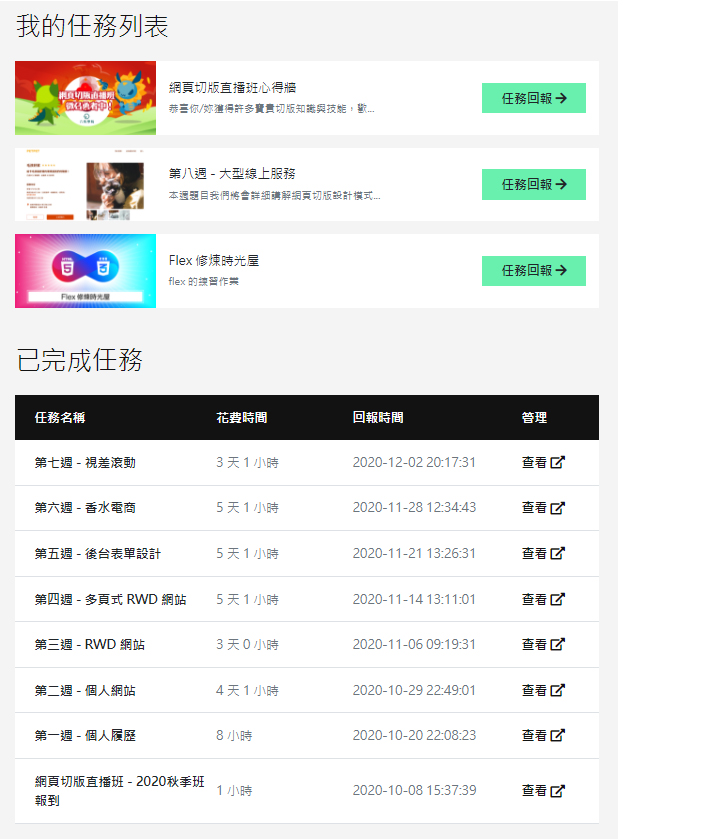 我的任務列表
網頁切版直播班心得牆
恭喜你/妳獲得許多寶貴切版知識與技能，歡...
任務回報
第八週 - 大型線上服務
本週題目我們將會詳細講解網頁切版設計模式...
任務回報
HTML
CSS
Flex 修煉時光屋
Flex 修煉時光屋
flex 的練習作業
任務回報
已完成任務
任務名稱 花費時間 回報時間 管理
第七週 - 視差滾動 3 天 1 小時 2020-12-02 20:17:31 查看
第六週 - 香水電商 5 天 1 小時 2020-11-28 12:34:43 查看
第五週 - 後台表單設計 5 天 1 小時 2020-11-21 13:26:31 查看
第四週 - 多頁式 RWD 網站 5 天 1 小時 2020-11-14 13:11:01 查看
第三週 - RWD 網站 3 天 0 小時 2020-11-06 09:19:31 查看
第二週 - 個人網站 4 天 1 小時 2020-10-29 22:49:01 查看
第一週 - 個人履歷 8 小時 2020-10-20 22:08:23 查看
網頁切版直播班 - 2020秋季班
報到 1 小時 2020-10-08 15:37:39 查看